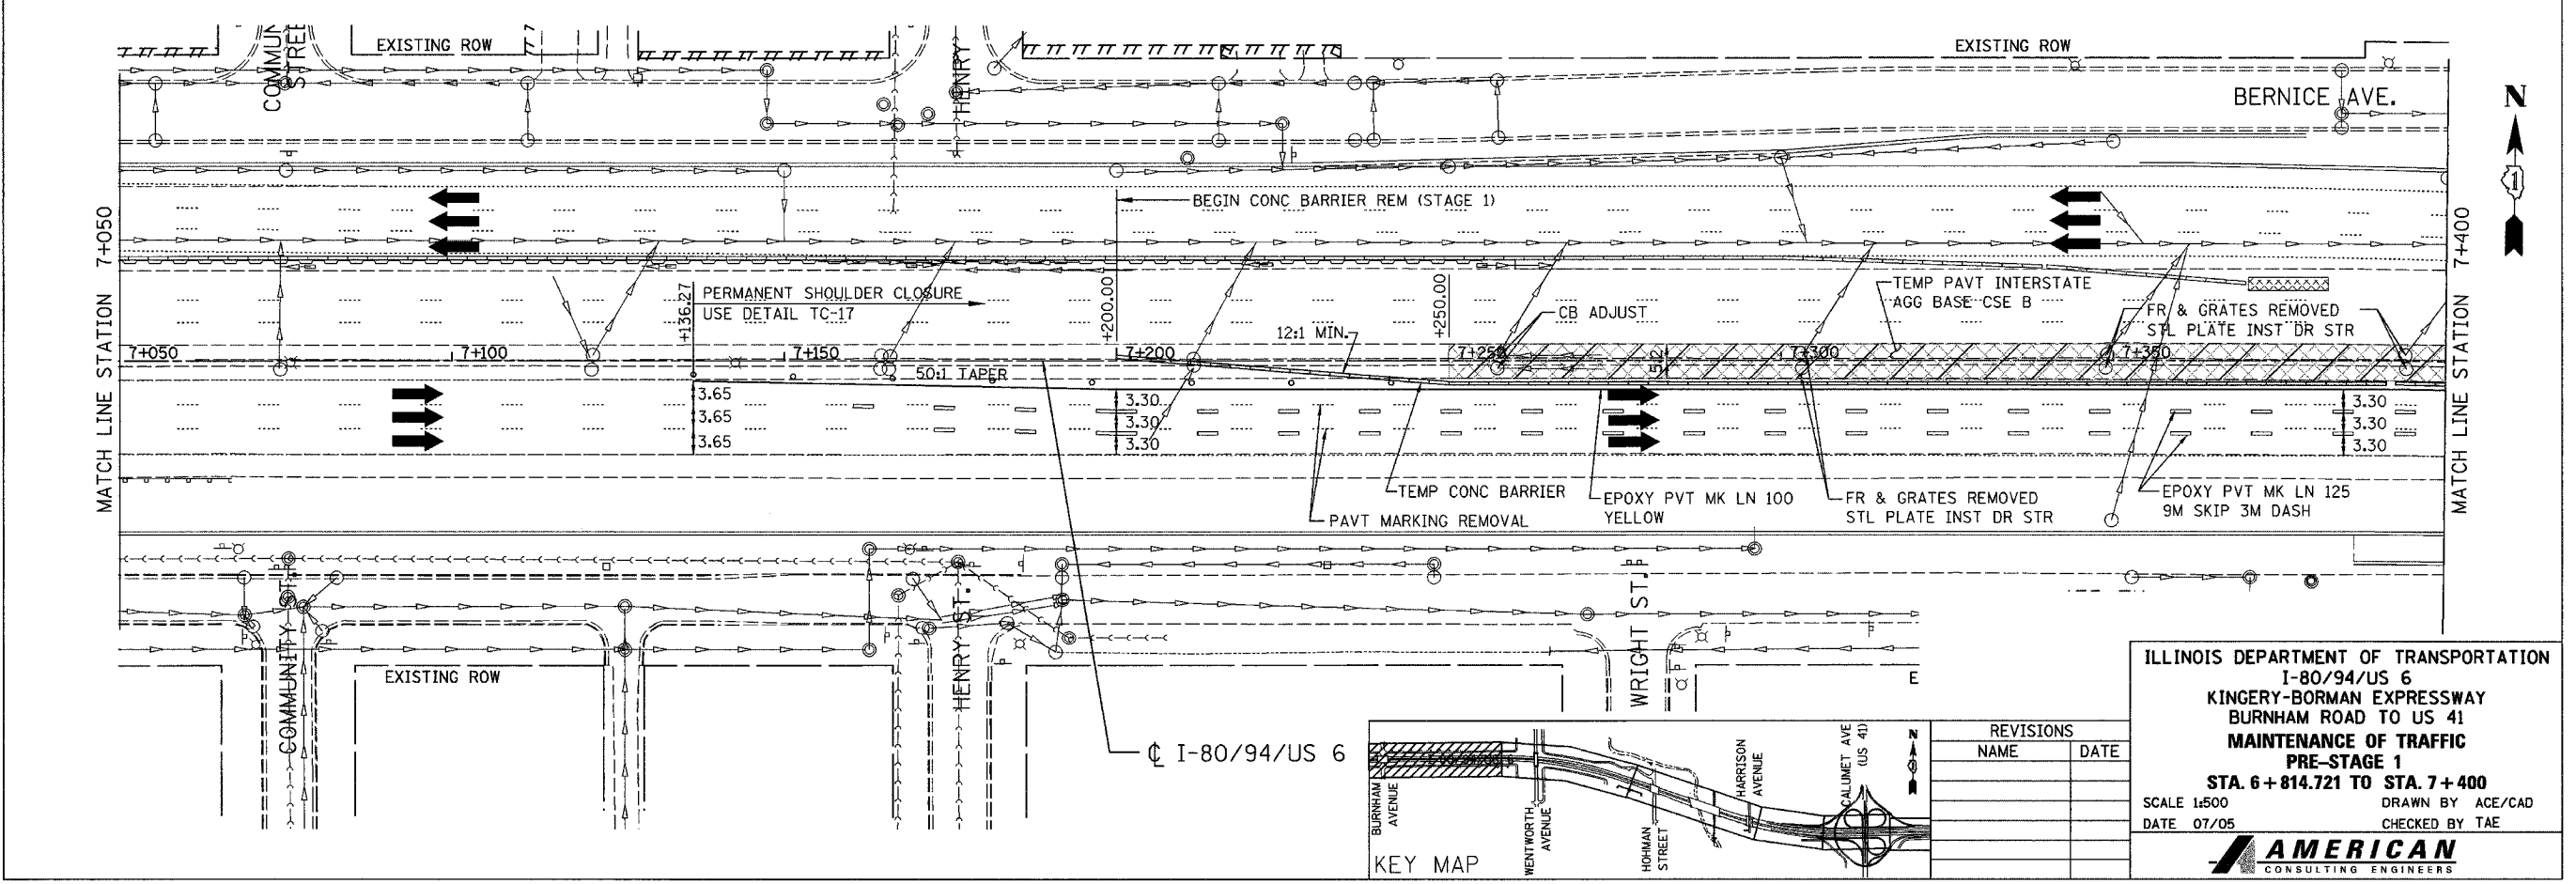 COMMUN
STREE
EXISTING ROW
HENRY
EXISTING ROW
BERNICE AVE.
N
1
BEGIN CONC BARRIER REM (STAGE 1)
MATCH LINE STATION 7+050
MATCH LINE STATION 7+400
+136.27
PERMANENT SHOULDER CLOSURE
USE DETAIL TC-17
+200.00
+250.00
CB ADJUST
TEMP PAVT INTERSTATE
AGG BASE CSE B
FR & GRATES REMOVED
STL PLATE INST DR STR
12:1 MIN.
7+050
7+100
7+150
7+200
7+250
7+300
7+350
50:1 TAPER
3.65
3.65
3.65
3.30
3.30
3.30
3.30
3.30
3.30
TEMP CONC BARRIER
PAVT MARKING REMOVAL
EPOXY PVT MK LN 100
YELLOW
FR & GRATES REMOVED
STL PLATE INST DR STR
EPOXY PVT MK LN 125
9M SKIP 3M DASH
COMMUNITY ST.
HENRY ST.
WRIGHT ST.
EXISTING ROW
E
℄ I-80/94/US 6
KEY MAP
BURNHAM
AVENUE
WENTWORTH
AVENUE
HOHMAN
STREET
HARRISON
AVENUE
CALUMET AVE
(US 41)
N
REVISIONS
NAME DATE
ILLINOIS DEPARTMENT OF TRANSPORTATION
I-80/94/US 6
KINGERY-BORMAN EXPRESSWAY
BURNHAM ROAD TO US 41
MAINTENANCE OF TRAFFIC
PRE-STAGE 1
STA. 6+814.721 TO STA. 7+400
SCALE 1:500 DRAWN BY ACE/CAD
DATE 07/05 CHECKED BY TAE
AMERICAN
CONSULTING ENGINEERS